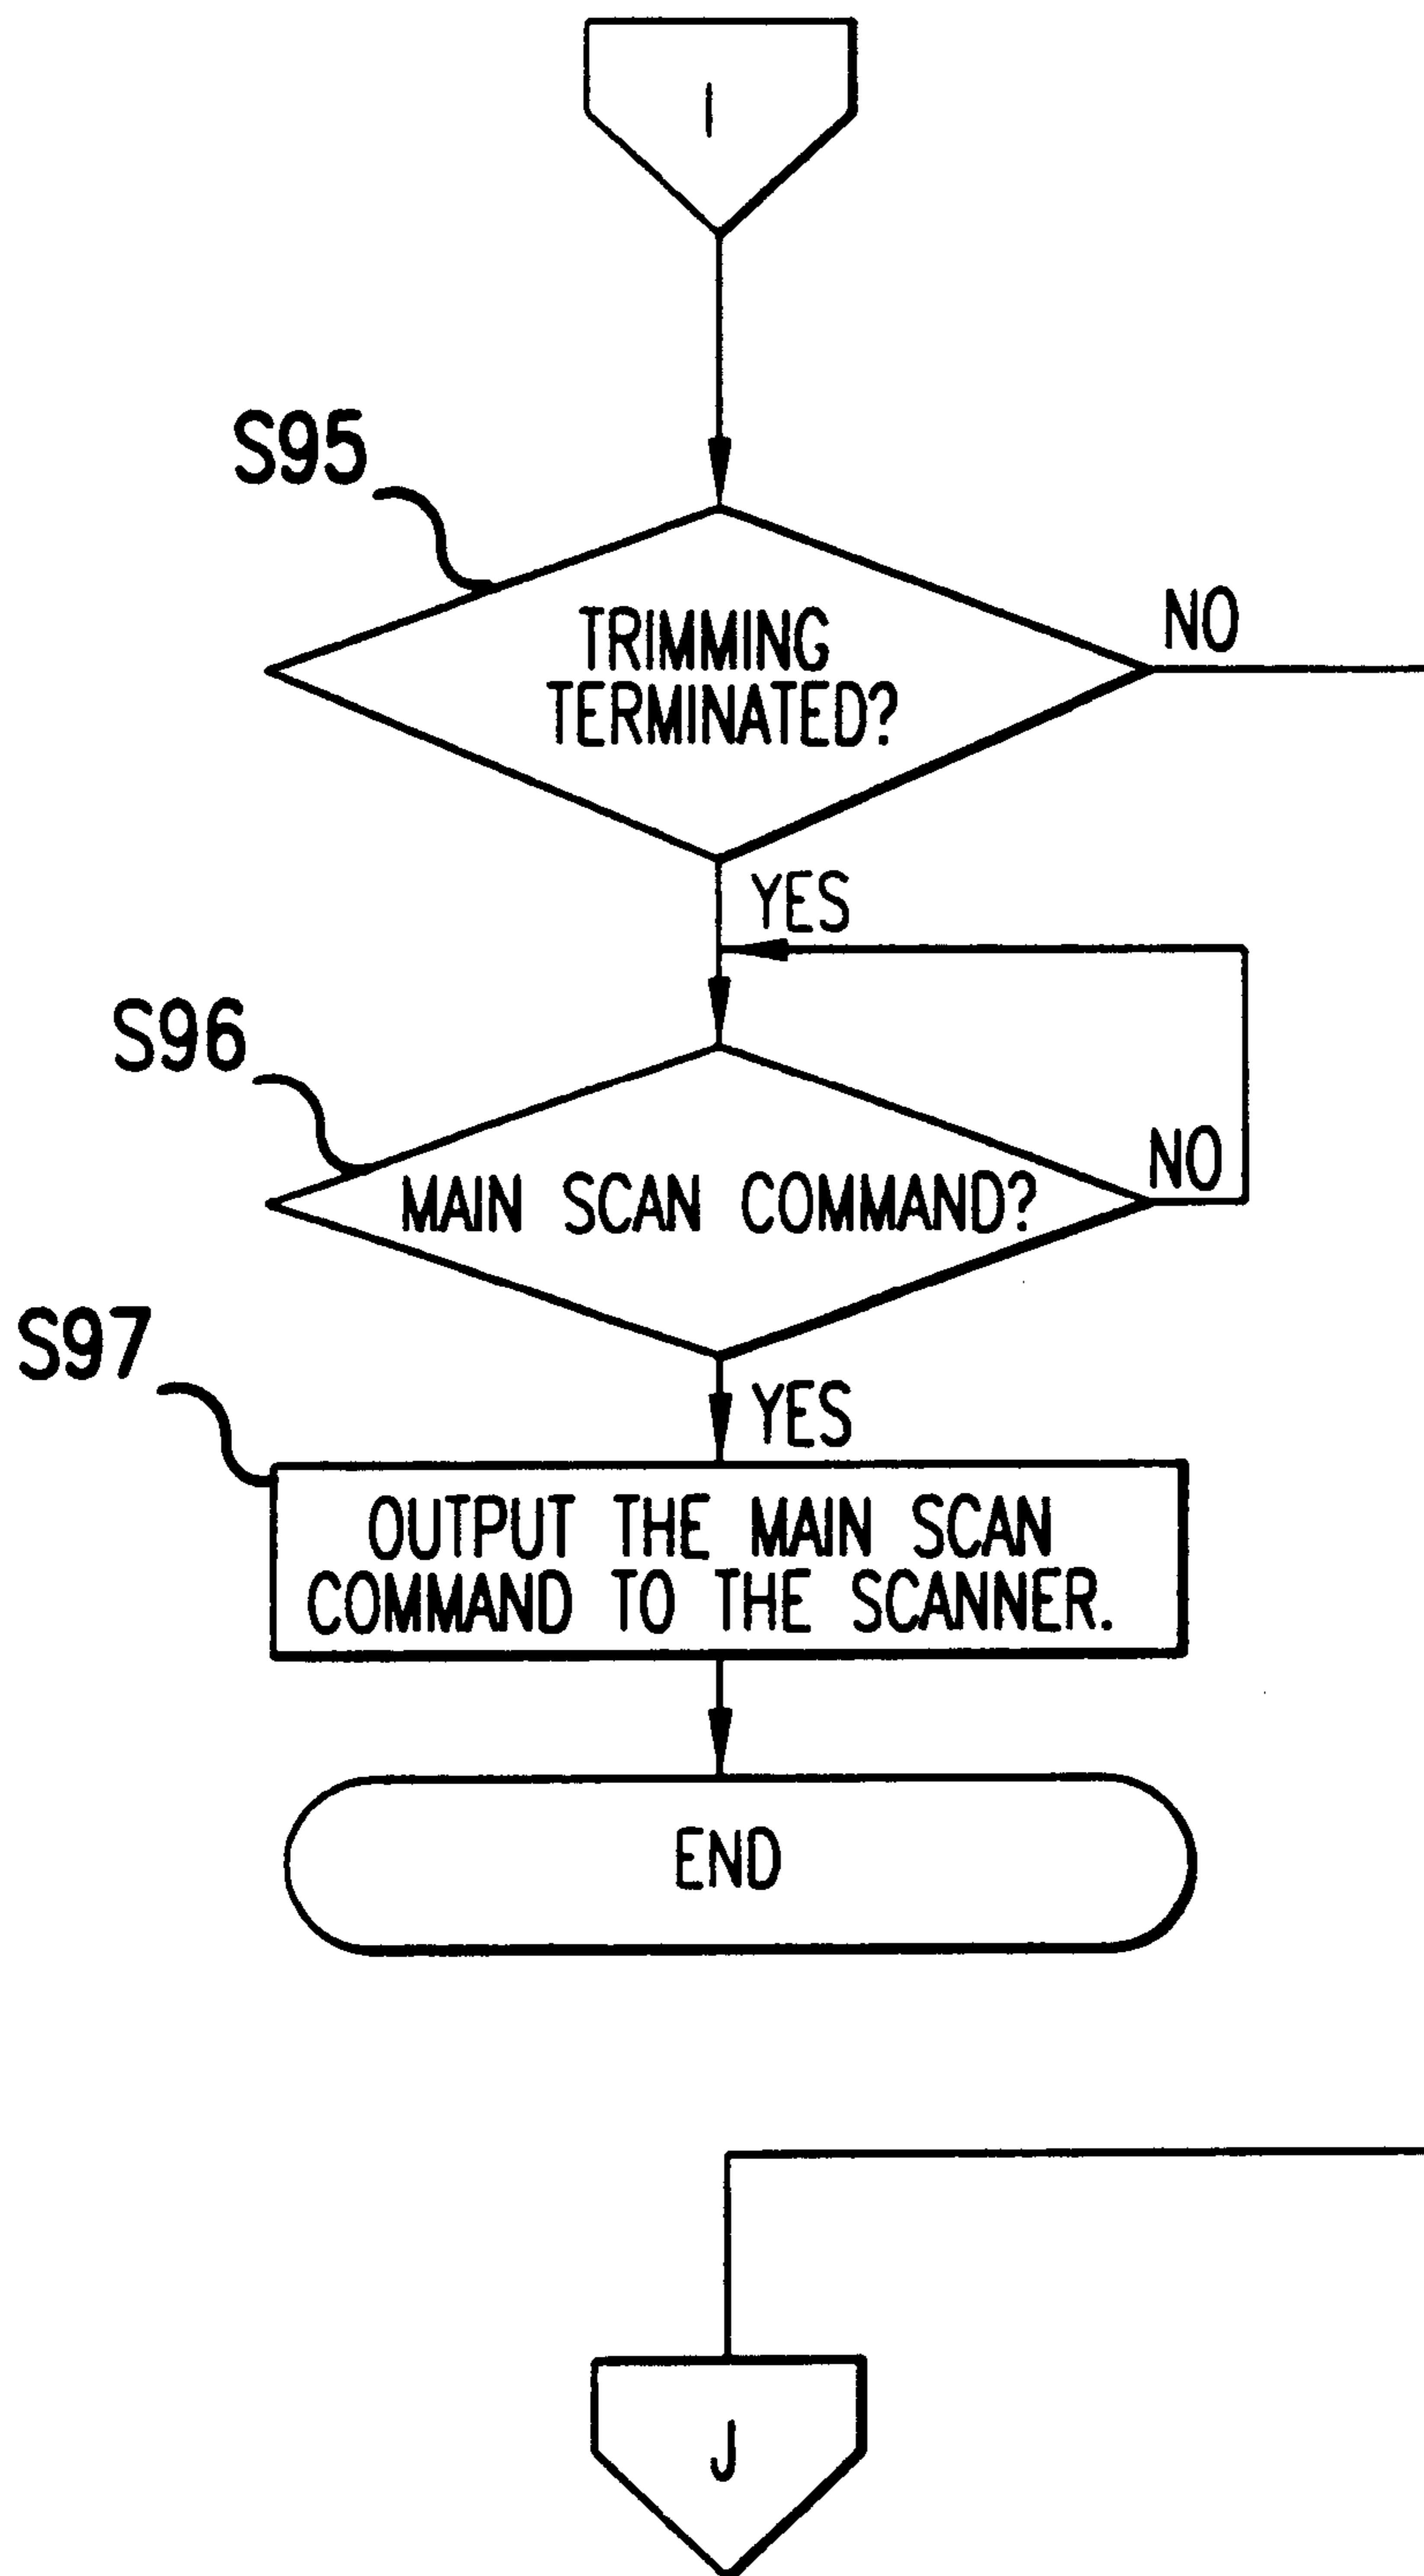 I
S95
TRIMMING
TERMINATED?
NO
YES
S96
MAIN SCAN COMMAND?
NO
S97
YES
OUTPUT THE MAIN SCAN
COMMAND TO THE SCANNER.
END
J